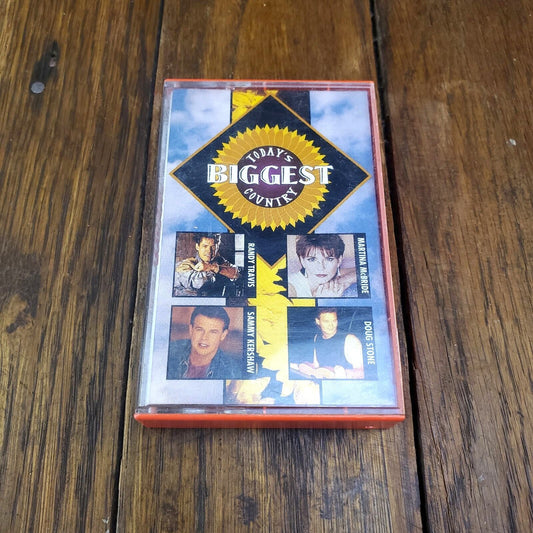 TODAY'S
BIGGEST
COUNTRY
RANDY TRAVIS
MARTINA McBRIDE
SAMMY KERSHAW
DOUG STONE